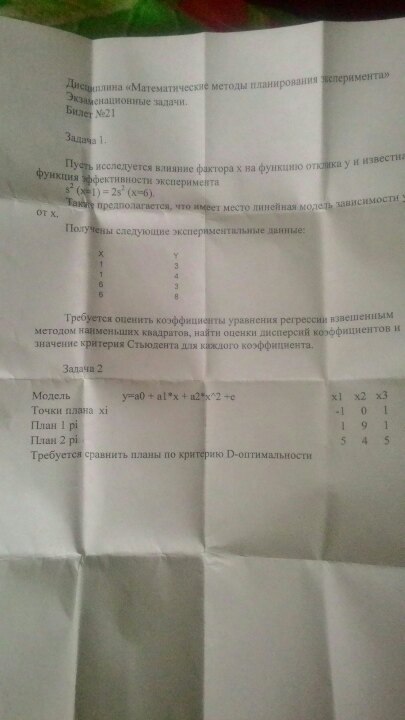 Дисциплина «Математические методы планирования эксперимента»
Экзаменационные задачи.
Билет №21
Задача 1.
Пусть исследуется влияние фактора х на функцию отклика у и известна
функция эффективности эксперимента
s² (x=1) = 2s² (x=6).
Также предполагается, что имеет место линейная модель зависимости у
от х.
Получены следующие экспериментальные данные:
X Y
1 3
1 4
6 3
6 8
Требуется оценить коэффициенты уравнения регрессии взвешенным
методом наименьших квадратов, найти оценки дисперсий коэффициентов и
значение критерия Стьюдента для каждого коэффициента.
Задача 2
Модель y=a0 + a1*x + a2*x^2 +e x1 x2 x3
Точки плана xi -1 0 1
План 1 pi 1 9 1
План 2 pi 5 4 5
Требуется сравнить планы по критерию D-оптимальности